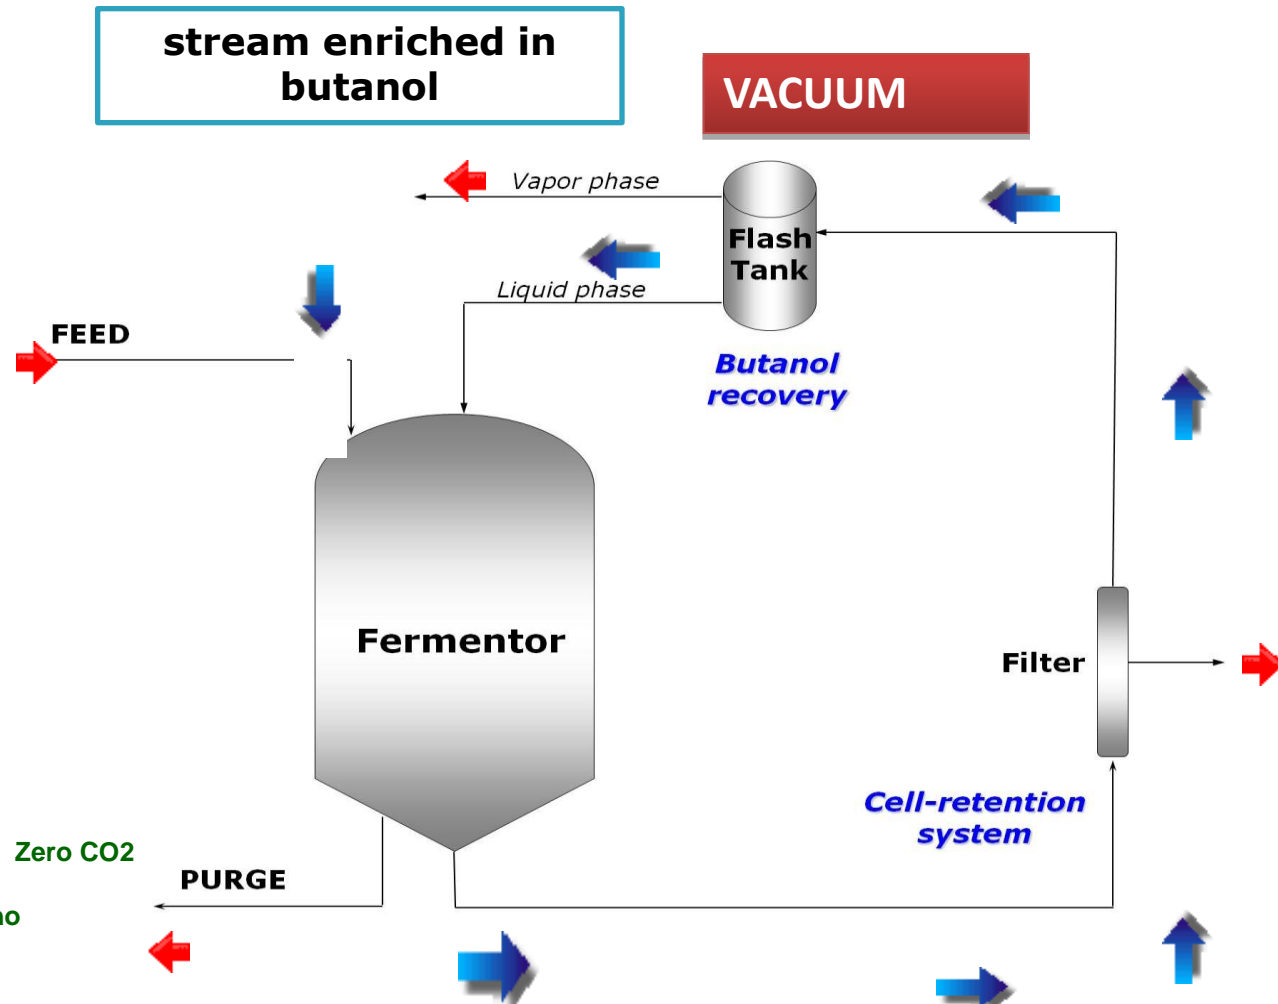 stream enriched in
butanol
VACUUM
Vapor phase
Flash
Tank
Liquid phase
FEED
Butanol
recovery
Fermentor
Filter
Cell-retention
system
Zero CO2
PURGE